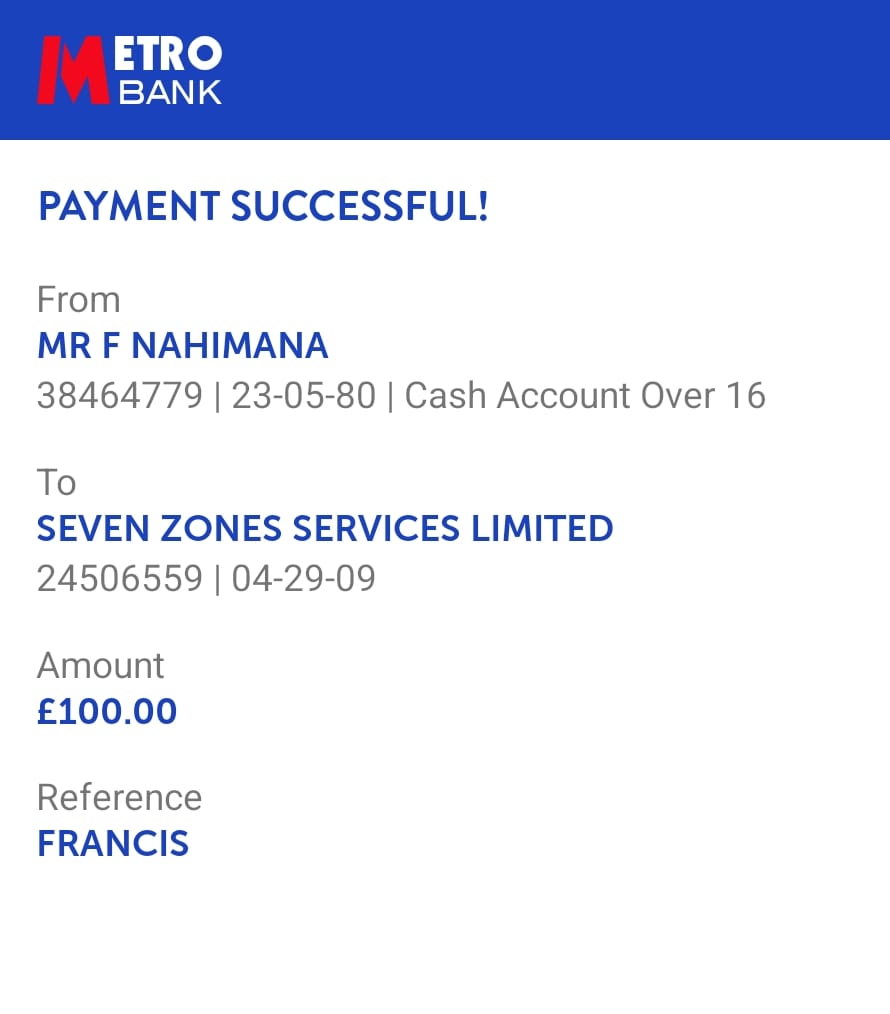 METRO
BANK
PAYMENT SUCCESSFUL!
From
MR F NAHIMANA
38464779 | 23-05-80 | Cash Account Over 16
To
SEVEN ZONES SERVICES LIMITED
24506559 | 04-29-09
Amount
£100.00
Reference
FRANCIS